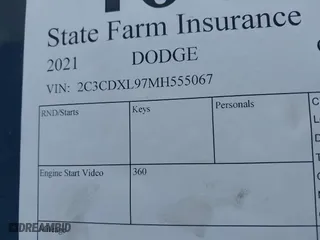 State Farm Insurance
2021 DODGE
VIN: 2C3CDXL97MH555067
RND/Starts Keys Personals
Engine Start Video 360
DREAMBID